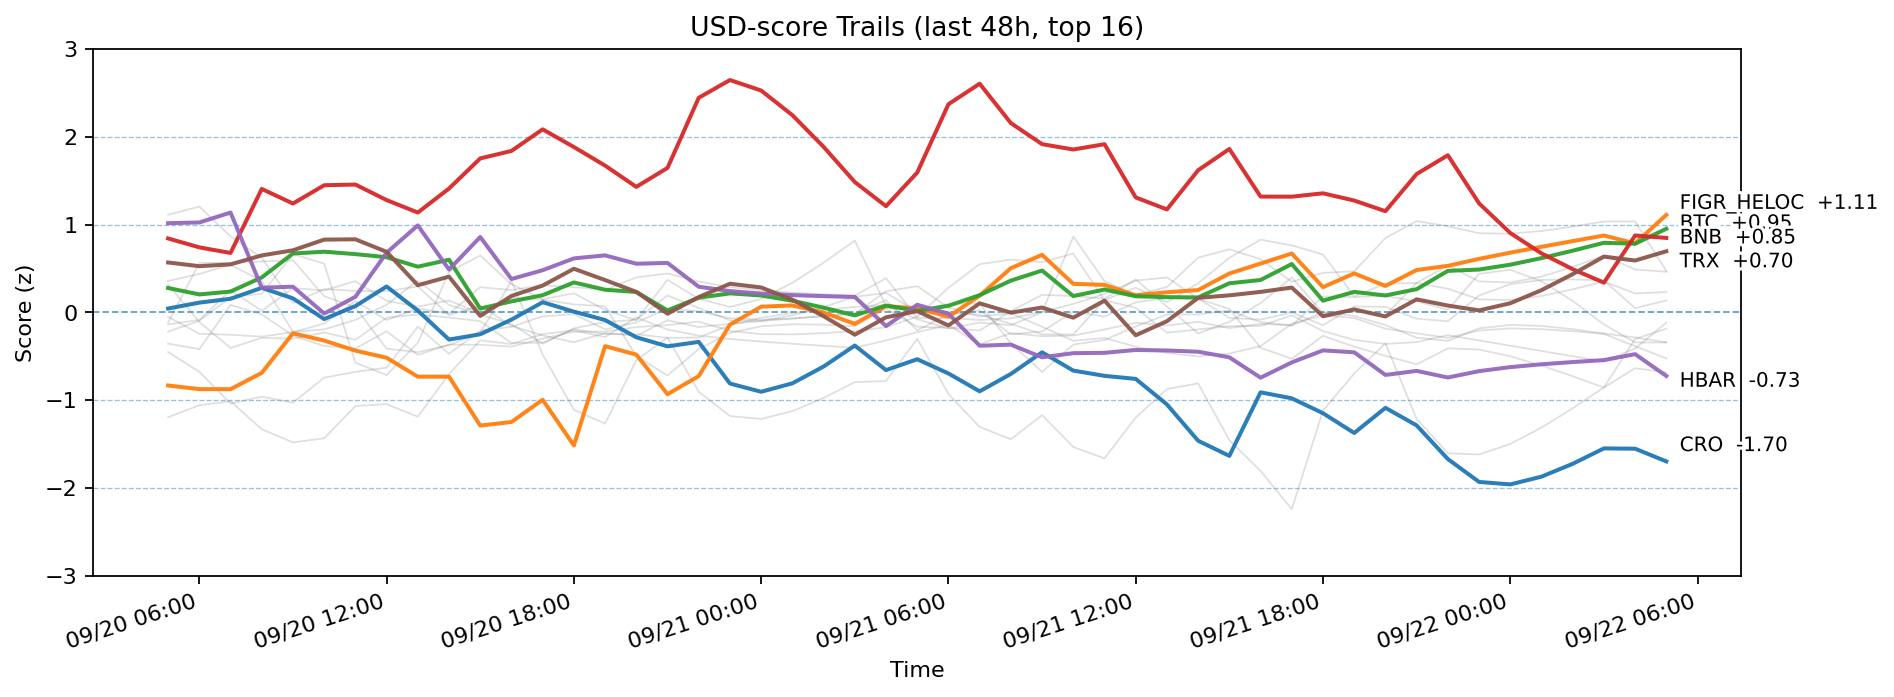 USD-score Trails (last 48h, top 16)
Score (z)
3
2
1
0
−1
−2
−3
FIGR_HELOC +1.11
BTC +0.95
BNB +0.85
TRX +0.70
HBAR -0.73
CRO -1.70
09/20 06:00
09/20 12:00
09/20 18:00
09/21 00:00
09/21 06:00
09/21 12:00
09/21 18:00
09/22 00:00
09/22 06:00
Time